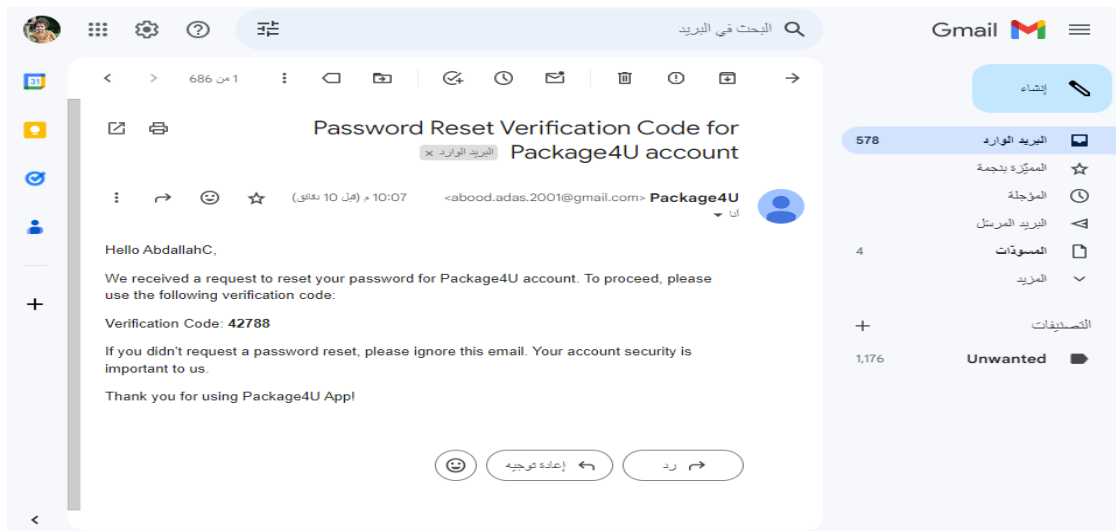 البحث في البريد
Gmail
31
1 من 686
إنشاء
البريد الوارد
578
المميّزة بنجمة
المؤجلة
البريد المرسَل
المسودّات
4
المزيد
التصنيفات
Unwanted
1,176
Password Reset Verification Code for
Package4U account
البريد الوارد ×
Package4U <abood.adas.2001@gmail.com>
10:07 م (قبل 10 دقائق)
أنا
Hello AbdallahC,
We received a request to reset your password for Package4U account. To proceed, please
use the following verification code:
Verification Code: 42788
If you didn't request a password reset, please ignore this email. Your account security is
important to us.
Thank you for using Package4U App!
رد
إعادة توجيه